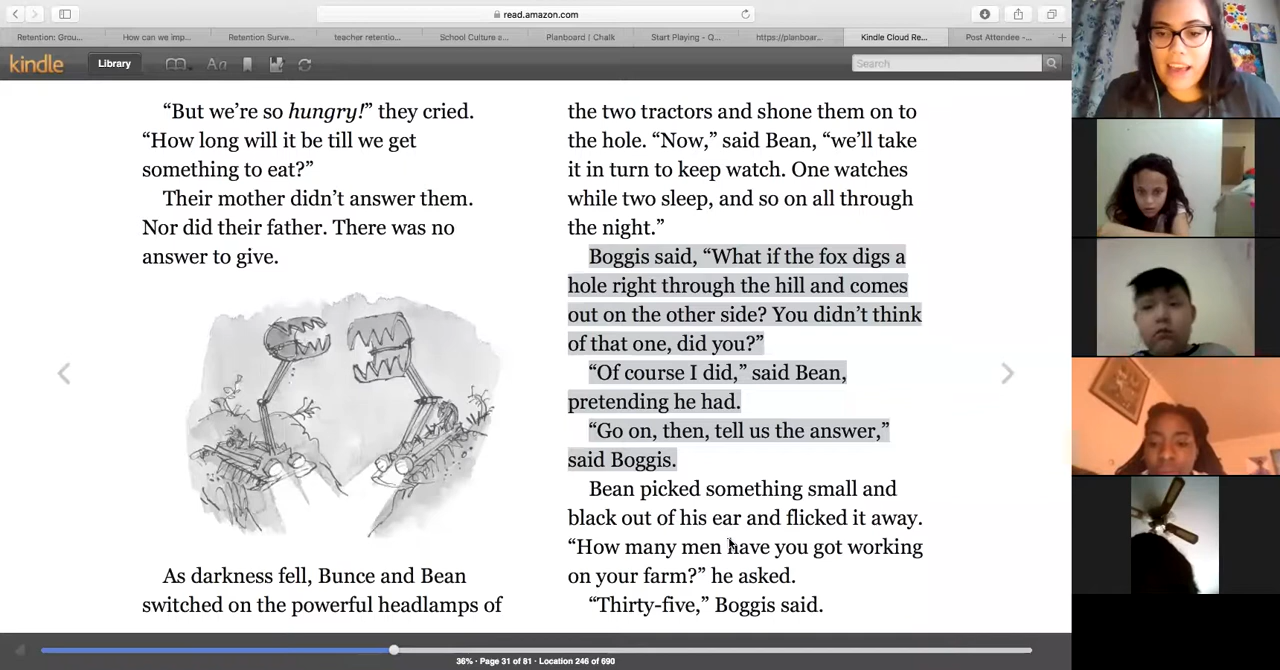 read.amazon.com
Retention: Grou...
How can we imp...
Retention Surve...
teacher retentio...
School Culture a...
Planboard | Chalk
Start Playing - Q...
https://planboar...
Kindle Cloud Re...
Post Attendee -...
kindle
Library
Aa
Search
“But we’re so hungry!” they cried.
“How long will it be till we get
something to eat?”
Their mother didn’t answer them.
Nor did their father. There was no
answer to give.
As darkness fell, Bunce and Bean
switched on the powerful headlamps of
the two tractors and shone them on to
the hole. “Now,” said Bean, “we’ll take
it in turn to keep watch. One watches
while two sleep, and so on all through
the night.”
Boggis said, “What if the fox digs a
hole right through the hill and comes
out on the other side? You didn’t think
of that one, did you?”
“Of course I did,” said Bean,
pretending he had.
“Go on, then, tell us the answer,”
said Boggis.
Bean picked something small and
black out of his ear and flicked it away.
“How many men have you got working
on your farm?” he asked.
“Thirty-five,” Boggis said.
36% · Page 31 of 81 · Location 246 of 690